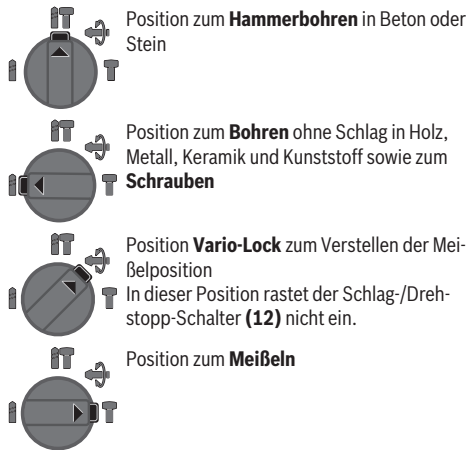 Position zum Hammerbohren in Beton oder
Stein
Position zum Bohren ohne Schlag in Holz,
Metall, Keramik und Kunststoff sowie zum
Schrauben
Position Vario-Lock zum Verstellen der Mei-
ßelposition
In dieser Position rastet der Schlag-/Dreh-
stopp-Schalter (12) nicht ein.
Position zum Meißeln